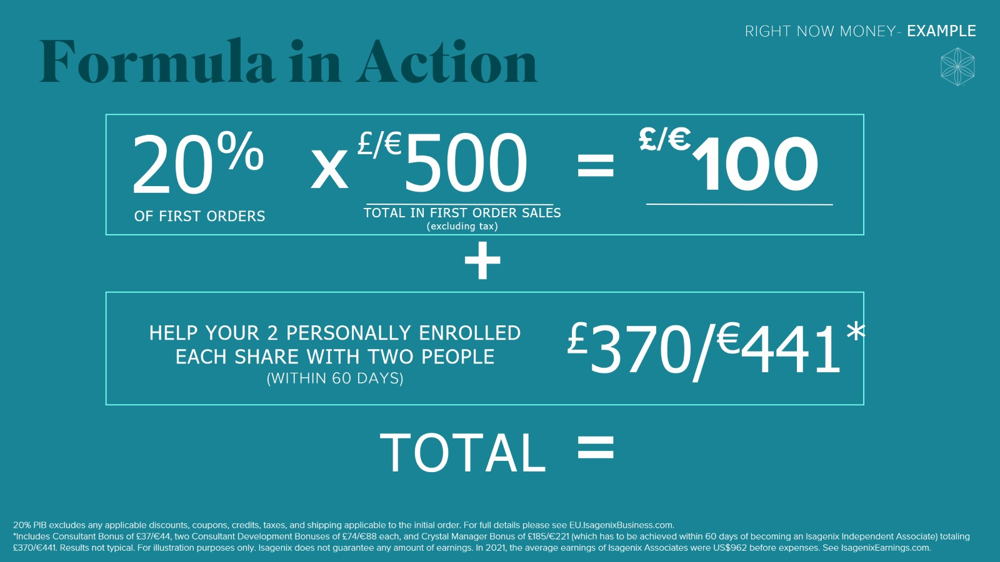 RIGHT NOW MONEY- EXAMPLE
Formula in Action
20% x £/€500 = £/€100
OF FIRST ORDERS
TOTAL IN FIRST ORDER SALES
(excluding tax)
+
HELP YOUR 2 PERSONALLY ENROLLED
EACH SHARE WITH TWO PEOPLE
(WITHIN 60 DAYS)
£370/€441*
TOTAL =
20% PIB excludes any applicable discounts, coupons, credits, taxes, and shipping applicable to the initial order. For full details please see EU.IsagenixBusiness.com.
*Includes Consultant Bonus of £37/€44, two Consultant Development Bonuses of £74/€88 each, and Crystal Manager Bonus of £185/€221 (which has to be achieved within 60 days of becoming an Isagenix Independent Associate) totaling
£370/€441. Results not typical. For illustration purposes only. Isagenix does not guarantee any amount of earnings. In 2021, the average earnings of Isagenix Associates were US$962 before expenses. See IsagenixEarnings.com.